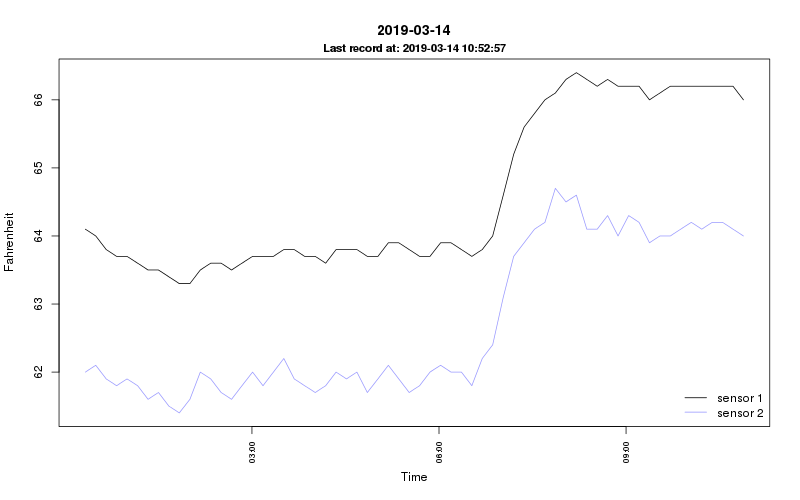 2019-03-14
Last record at: 2019-03-14 10:52:57
Fahrenheit
66
65
64
63
62
sensor 1
sensor 2
03:00
06:00
09:00
Time